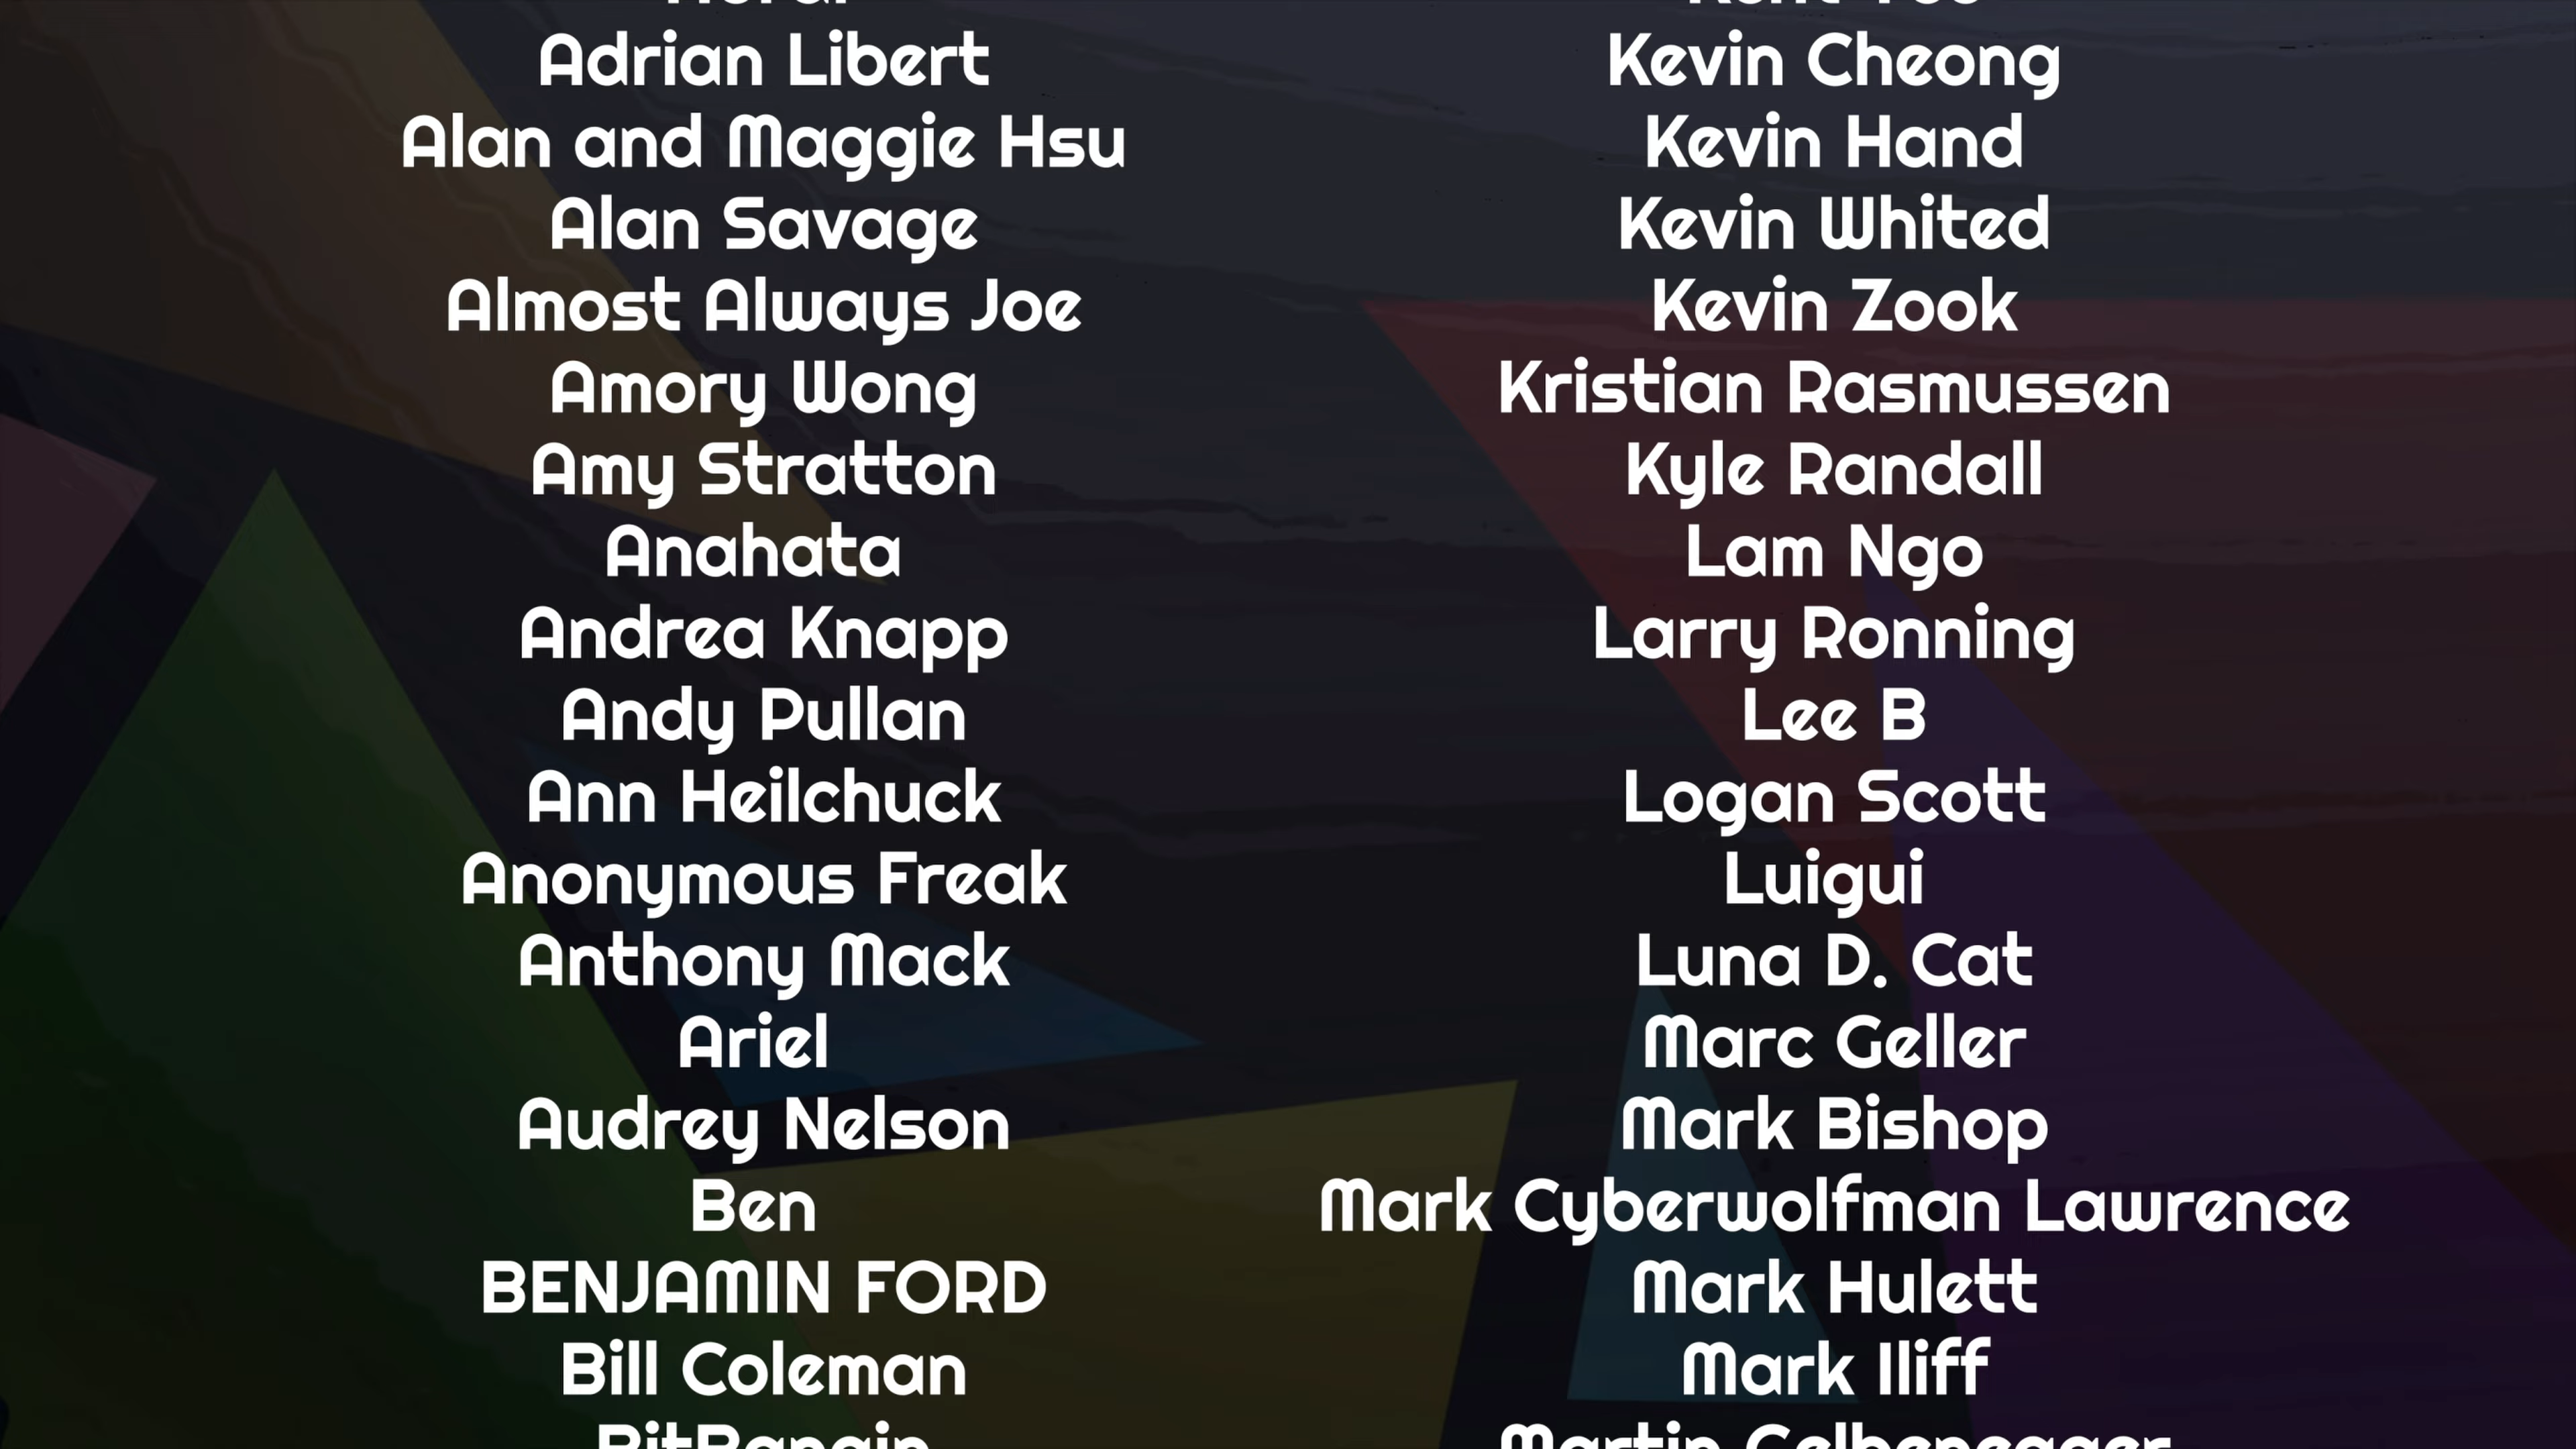 Adrian Libert
Alan and Maggie Hsu
Alan Savage
Almost Always Joe
Amory Wong
Amy Stratton
Anahata
Andrea Knapp
Andy Pullan
Ann Heilchuck
Anonymous Freak
Anthony Mack
Ariel
Audrey Nelson
Ben
BENJAMIN FORD
Bill Coleman
Kevin Cheong
Kevin Hand
Kevin Whited
Kevin Zook
Kristian Rasmussen
Kyle Randall
Lam Ngo
Larry Ronning
Lee B
Logan Scott
Luigui
Luna D. Cat
Marc Geller
Mark Bishop
Mark Cyberwolfman Lawrence
Mark Hulett
Mark Iliff
Martin